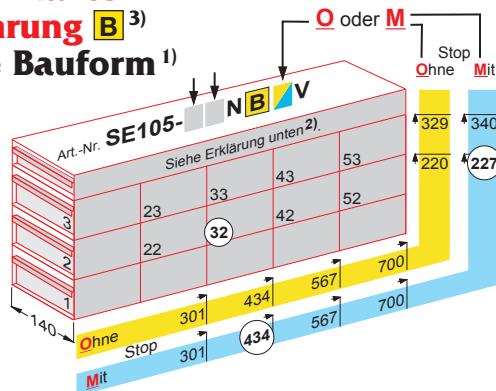 hrung B 3)
e Bauform 1)
O oder M
Stop
Ohne Mit
Art.-Nr. SE105- N B V
Siehe Erklärung unten 2).
329 340
220 227
23 33 43 53
22 32 42 52
3
2
1
140
Ohne 301 434 567 700
Stop
Mit 301 434 567 700